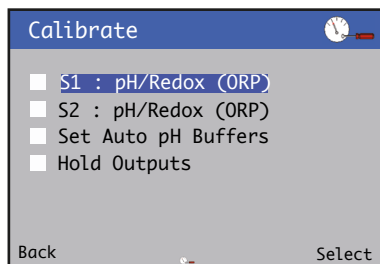 Calibrate
S1 : pH/Redox (ORP)
S2 : pH/Redox (ORP)
Set Auto pH Buffers
Hold Outputs
Back
Select